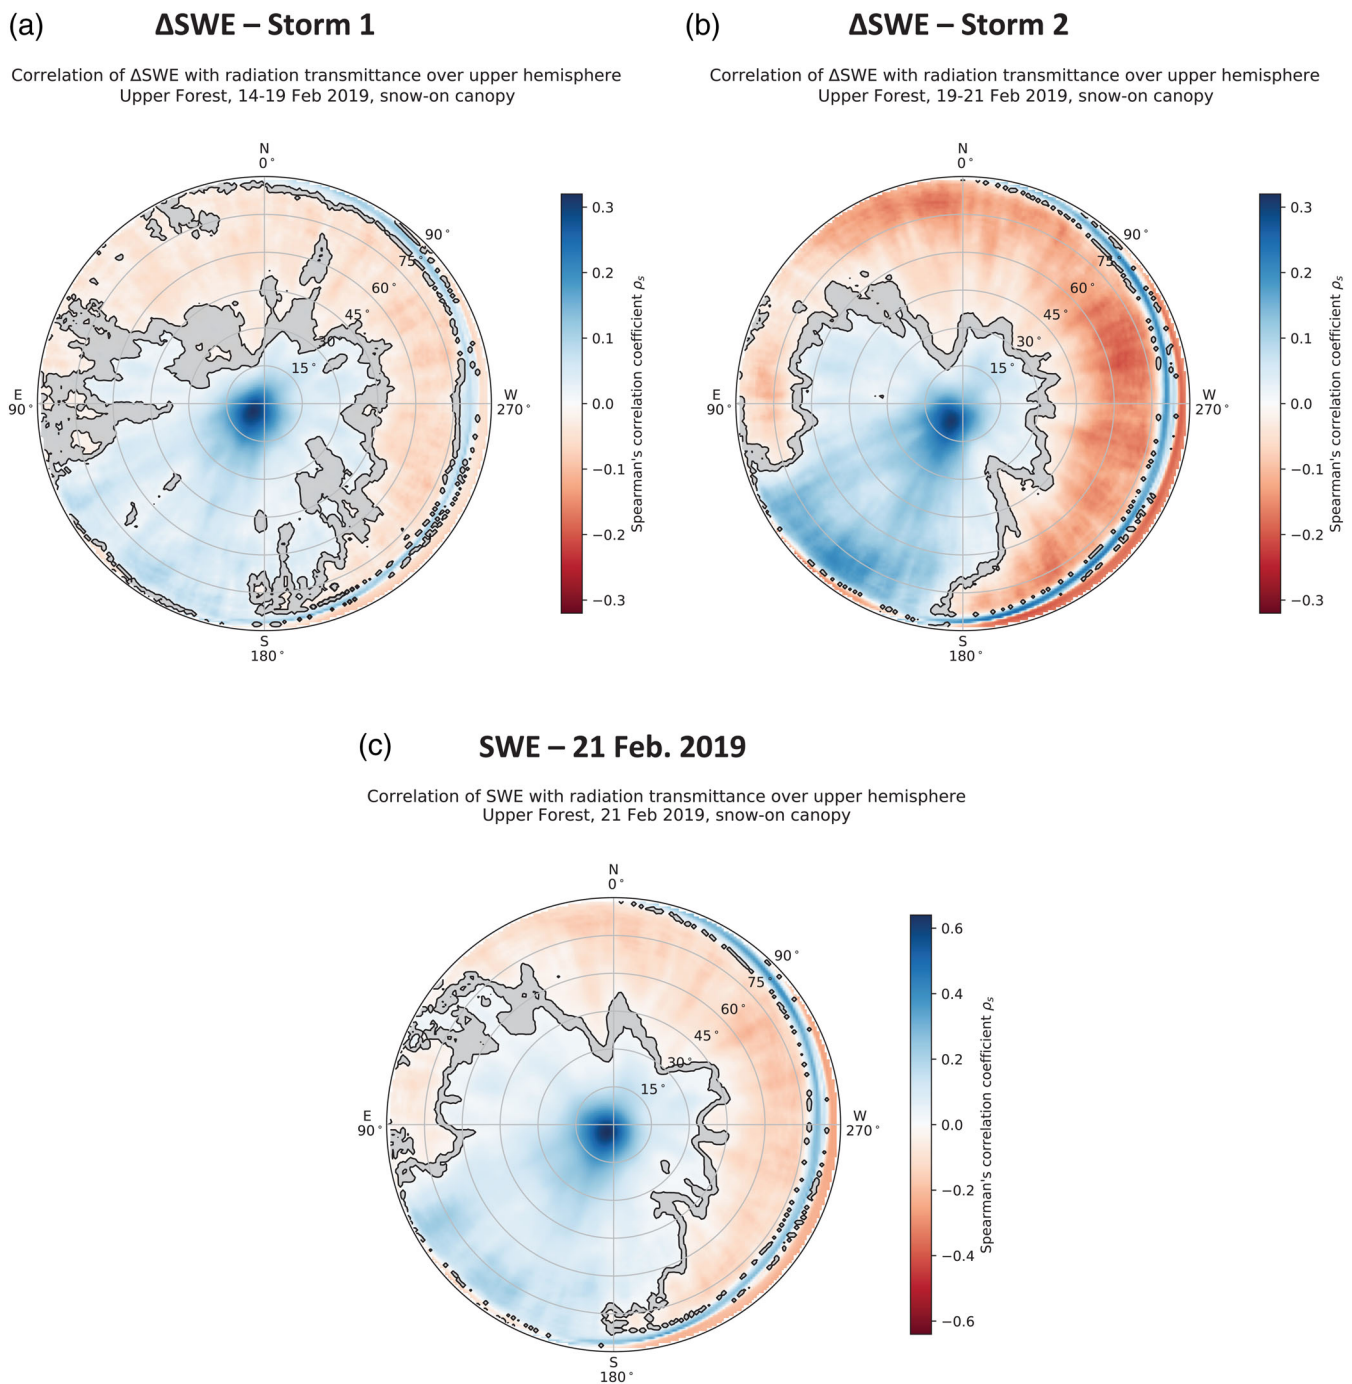 (a) ΔSWE – Storm 1
Correlation of ΔSWE with radiation transmittance over upper hemisphere
Upper Forest, 14-19 Feb 2019, snow-on canopy
N
0°
90°
75°
60°
45°
30°
15°
E
90°
W
270°
S
180°
0.3
0.2
0.1
0.0
−0.1
−0.2
−0.3
Spearman's correlation coefficient ρs
(b) ΔSWE – Storm 2
Correlation of ΔSWE with radiation transmittance over upper hemisphere
Upper Forest, 19-21 Feb 2019, snow-on canopy
N
0°
90°
75°
60°
45°
30°
15°
E
90°
W
270°
S
180°
0.3
0.2
0.1
0.0
−0.1
−0.2
−0.3
Spearman's correlation coefficient ρs
(c) SWE – 21 Feb. 2019
Correlation of SWE with radiation transmittance over upper hemisphere
Upper Forest, 21 Feb 2019, snow-on canopy
N
0°
90°
75°
60°
45°
30°
15°
E
90°
W
270°
S
180°
0.6
0.4
0.2
0.0
−0.2
−0.4
−0.6
Spearman's correlation coefficient ρs